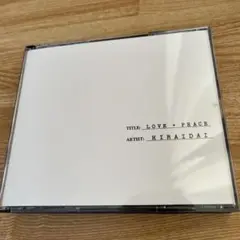 TITLE: LOVE + PEACE
ARTIST: HIRAIDAI